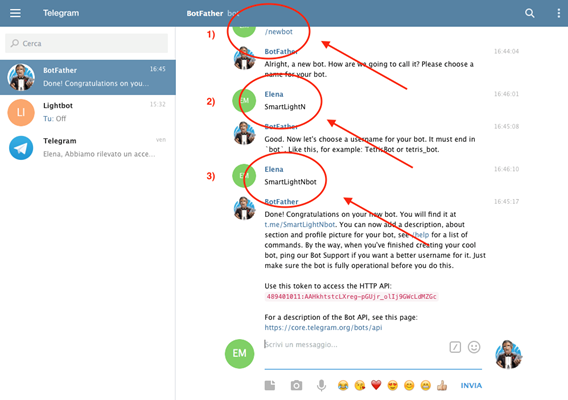 Telegram
BotFather bot
Cerca
BotFather 16:45
Done! Congratulations on you...
LI
Lightbot 15:32
Tu: Off
Telegram ven
Elena, Abbiamo rilevato un acce...
1)
/newbot
BotFather 16:44:04
Alright, a new bot. How are we going to call it? Please choose a
name for your bot.
2)
EM
Elena 16:46:01
SmartLightN
BotFather 16:45:08
Good. Now let's choose a username for your bot. It must end in
`bot`. Like this, for example: TetrisBot or tetris_bot.
3)
EM
Elena 16:46:10
SmartLightNbot
BotFather 16:45:17
Done! Congratulations on your new bot. You will find it at
t.me/SmartLightNbot. You can now add a description, about
section and profile picture for your bot, see /help for a list of
commands. By the way, when you've finished creating your cool
bot, ping our Bot Support if you want a better username for it. Just
make sure the bot is fully operational before you do this.
Use this token to access the HTTP API:
489401011:AAHkhtstcLXreg-pGUjr_olIj9GWcLdMZGc
For a description of the Bot API, see this page:
https://core.telegram.org/bots/api
EM
Scrivi un messaggio...
INVIA